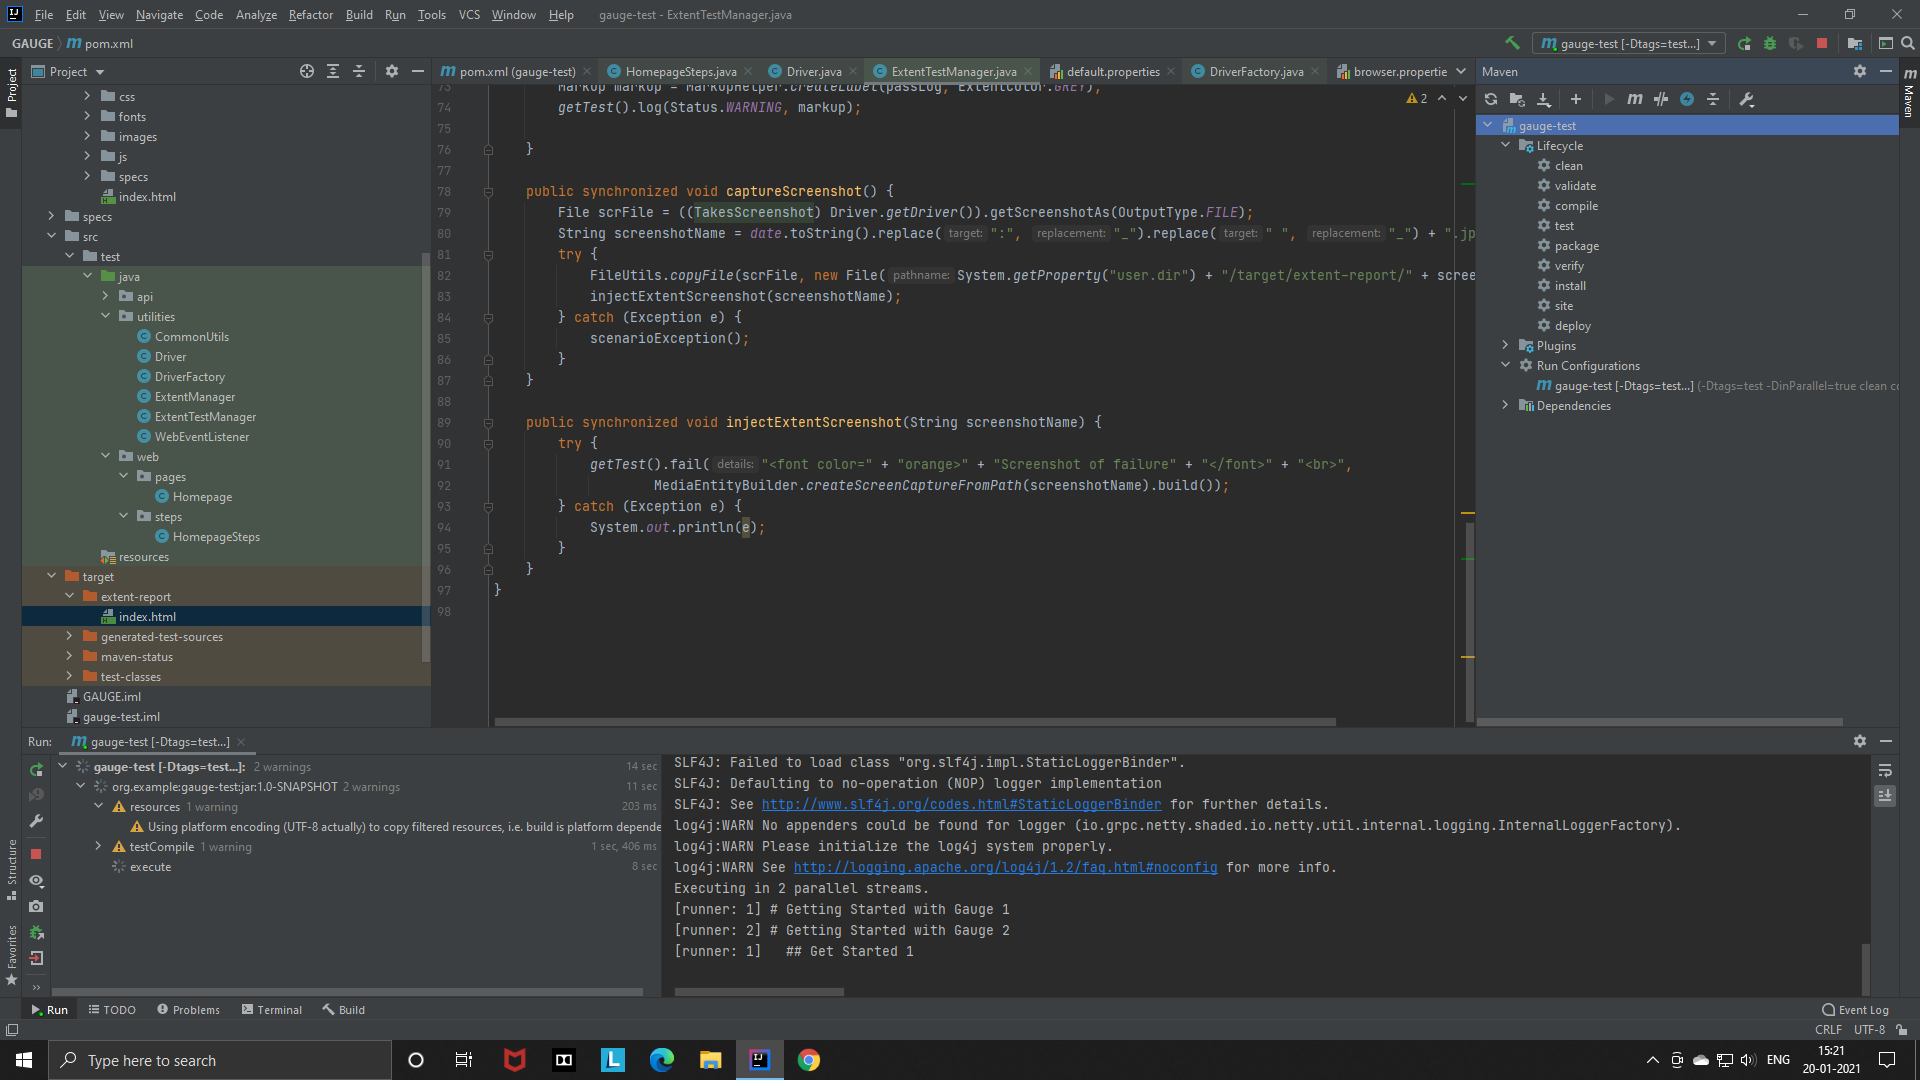 File Edit View Navigate Code Analyze Refactor Build Run Tools VCS Window Help gauge-test - ExtentTestManager.java
GAUGE pom.xml
gauge-test [-Dtags=test...]
Project
pom.xml (gauge-test) HomepageSteps.java Driver.java ExtentTestManager.java default.properties DriverFactory.java browser.propertie
Maven
Project
css
fonts
images
js
specs
index.html
specs
src
test
java
api
utilities
CommonUtils
Driver
DriverFactory
ExtentManager
ExtentTestManager
WebEventListener
web
pages
Homepage
steps
HomepageSteps
resources
target
extent-report
index.html
generated-test-sources
maven-status
test-classes
GAUGE.iml
gauge-test.iml
2
73 Markup markup = MarkupHelper.createLabel(passLog, ExtentColor.GREY);
74 getTest().log(Status.WARNING, markup);
75
76 }
77
78 public synchronized void captureScreenshot() {
79 File scrFile = ((TakesScreenshot) Driver.getDriver()).getScreenshotAs(OutputType.FILE);
80 String screenshotName = date.toString().replace( target: ":", replacement: "_").replace( target: " ", replacement: "_") + ".jp
81 try {
82 FileUtils.copyFile(scrFile, new File( pathname: System.getProperty("user.dir") + "/target/extent-report/" + scree
83 injectExtentScreenshot(screenshotName);
84 } catch (Exception e) {
85 scenarioException();
86 }
87 }
88
89 public synchronized void injectExtentScreenshot(String screenshotName) {
90 try {
91 getTest().fail( details: "<font color=" + "orange>" + "Screenshot of failure" + "</font>" + "<br>",
92 MediaEntityBuilder.createScreenCaptureFromPath(screenshotName).build());
93 } catch (Exception e) {
94 System.out.println(e);
95 }
96 }
97 }
98
gauge-test
Lifecycle
clean
validate
compile
test
package
verify
install
site
deploy
Plugins
Run Configurations
gauge-test [-Dtags=test...] (-Dtags=test -DinParallel=true clean cc
Dependencies
Maven
Run: gauge-test [-Dtags=test...]
gauge-test [-Dtags=test...]: 2 warnings 14 sec
org.example:gauge-test:jar:1.0-SNAPSHOT 2 warnings 11 sec
resources 1 warning 203 ms
Using platform encoding (UTF-8 actually) to copy filtered resources, i.e. build is platform depende
testCompile 1 warning 1 sec, 406 ms
execute 8 sec
SLF4J: Failed to load class "org.slf4j.impl.StaticLoggerBinder".
SLF4J: Defaulting to no-operation (NOP) logger implementation
SLF4J: See http://www.slf4j.org/codes.html#StaticLoggerBinder for further details.
log4j:WARN No appenders could be found for logger (io.grpc.netty.shaded.io.netty.util.internal.logging.InternalLoggerFactory).
log4j:WARN Please initialize the log4j system properly.
log4j:WARN See http://logging.apache.org/log4j/1.2/faq.html#noconfig for more info.
Executing in 2 parallel streams.
[runner: 1] # Getting Started with Gauge 1
[runner: 2] # Getting Started with Gauge 2
[runner: 1] ## Get Started 1
Structure
Favorites
Run TODO Problems Terminal Build Event Log
CRLF UTF-8
Type here to search
ENG
15:21
20-01-2021